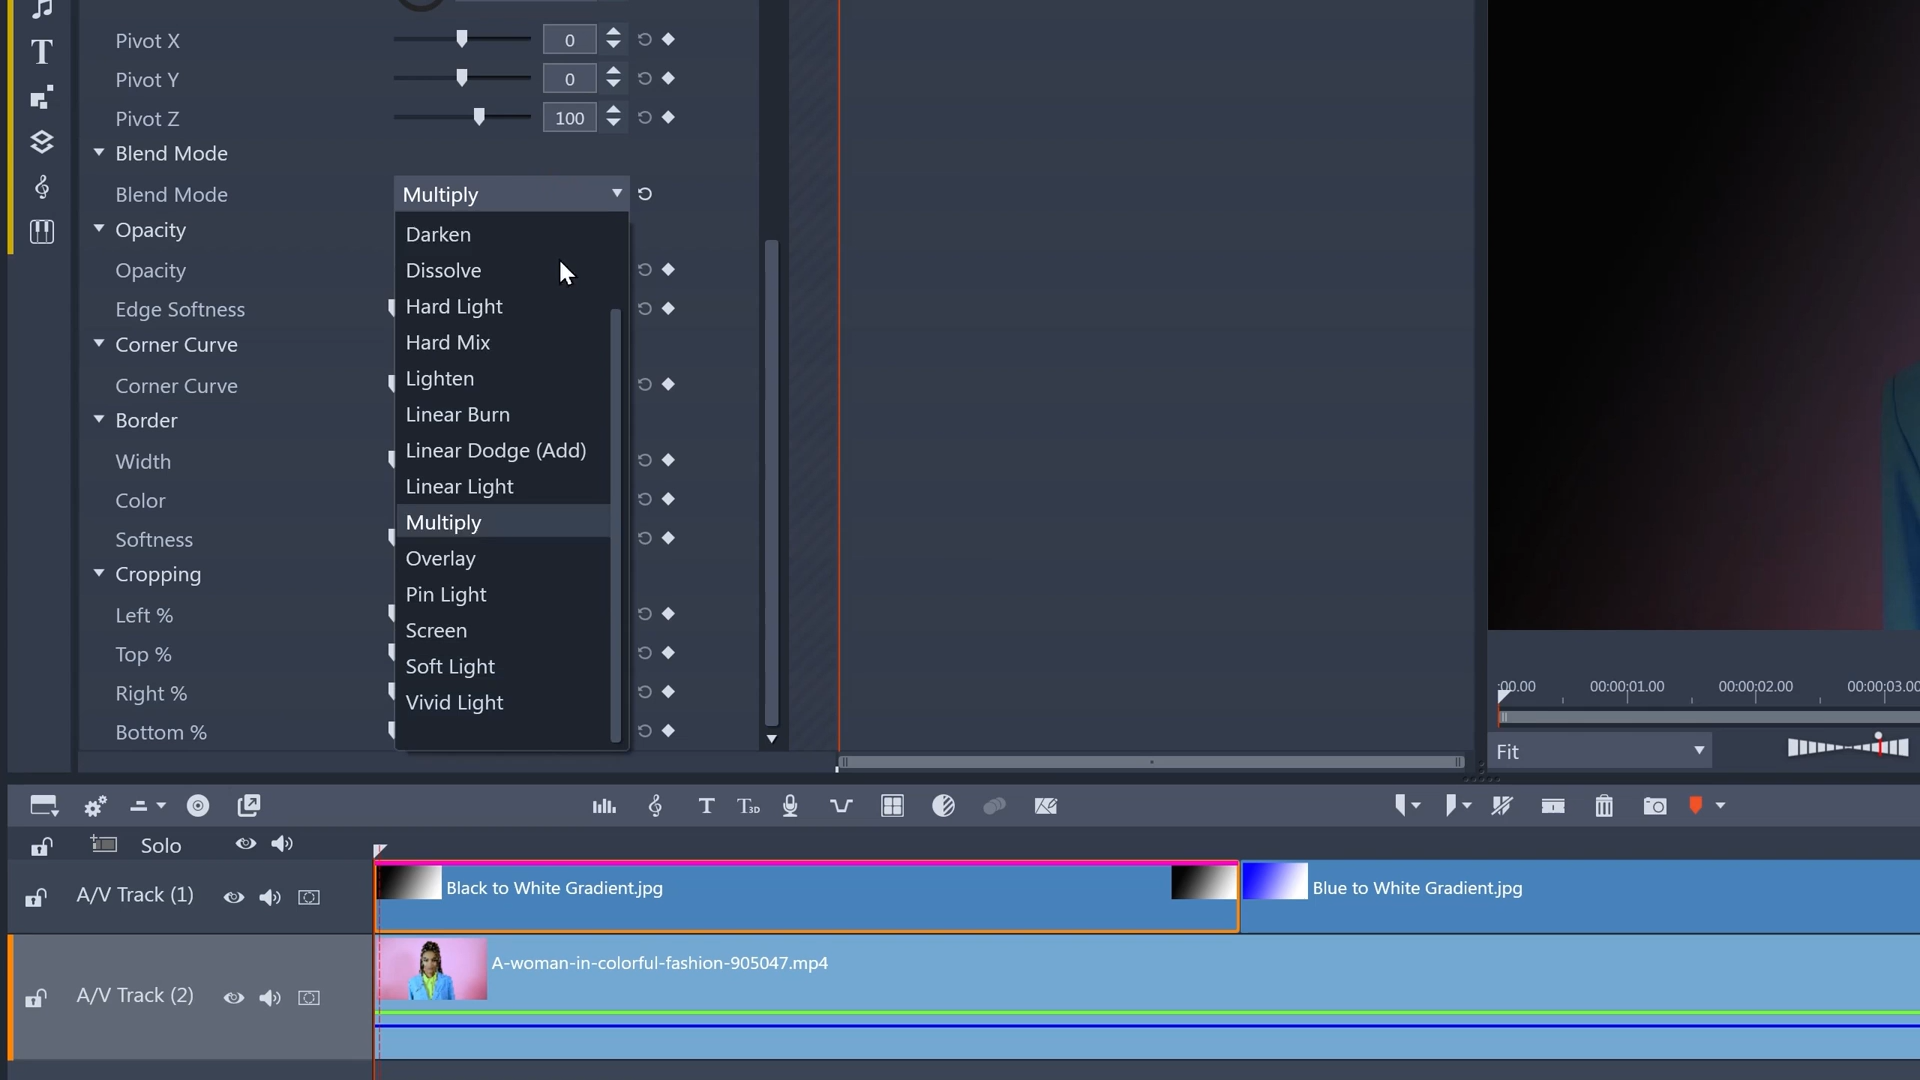 Pivot X 0
Pivot Y 0
Pivot Z 100
Blend Mode
Blend Mode Multiply
Darken
Dissolve
Hard Light
Hard Mix
Lighten
Linear Burn
Linear Dodge (Add)
Linear Light
Multiply
Overlay
Pin Light
Screen
Soft Light
Vivid Light
Opacity
Opacity
Edge Softness
Corner Curve
Corner Curve
Border
Width
Color
Softness
Cropping
Left %
Top %
Right %
Bottom %
:00.00 00:00:01.00 00:00:02.00 00:00:03.00
Fit
T T3D
Solo
A/V Track (1)
Black to White Gradient.jpg
Blue to White Gradient.jpg
A/V Track (2)
A-woman-in-colorful-fashion-905047.mp4